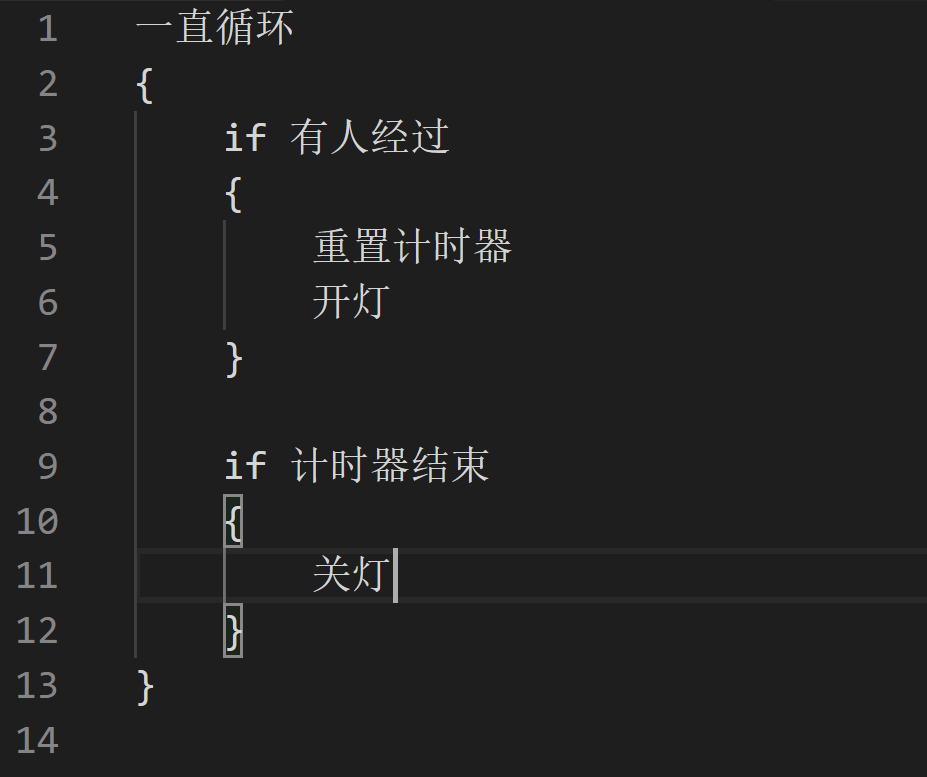 1 一直循环
2 {
3 if 有人经过
4 {
5 重置计时器
6 开灯
7 }
8
9 if 计时器结束
10 {
11 关灯
12 }
13 }
14